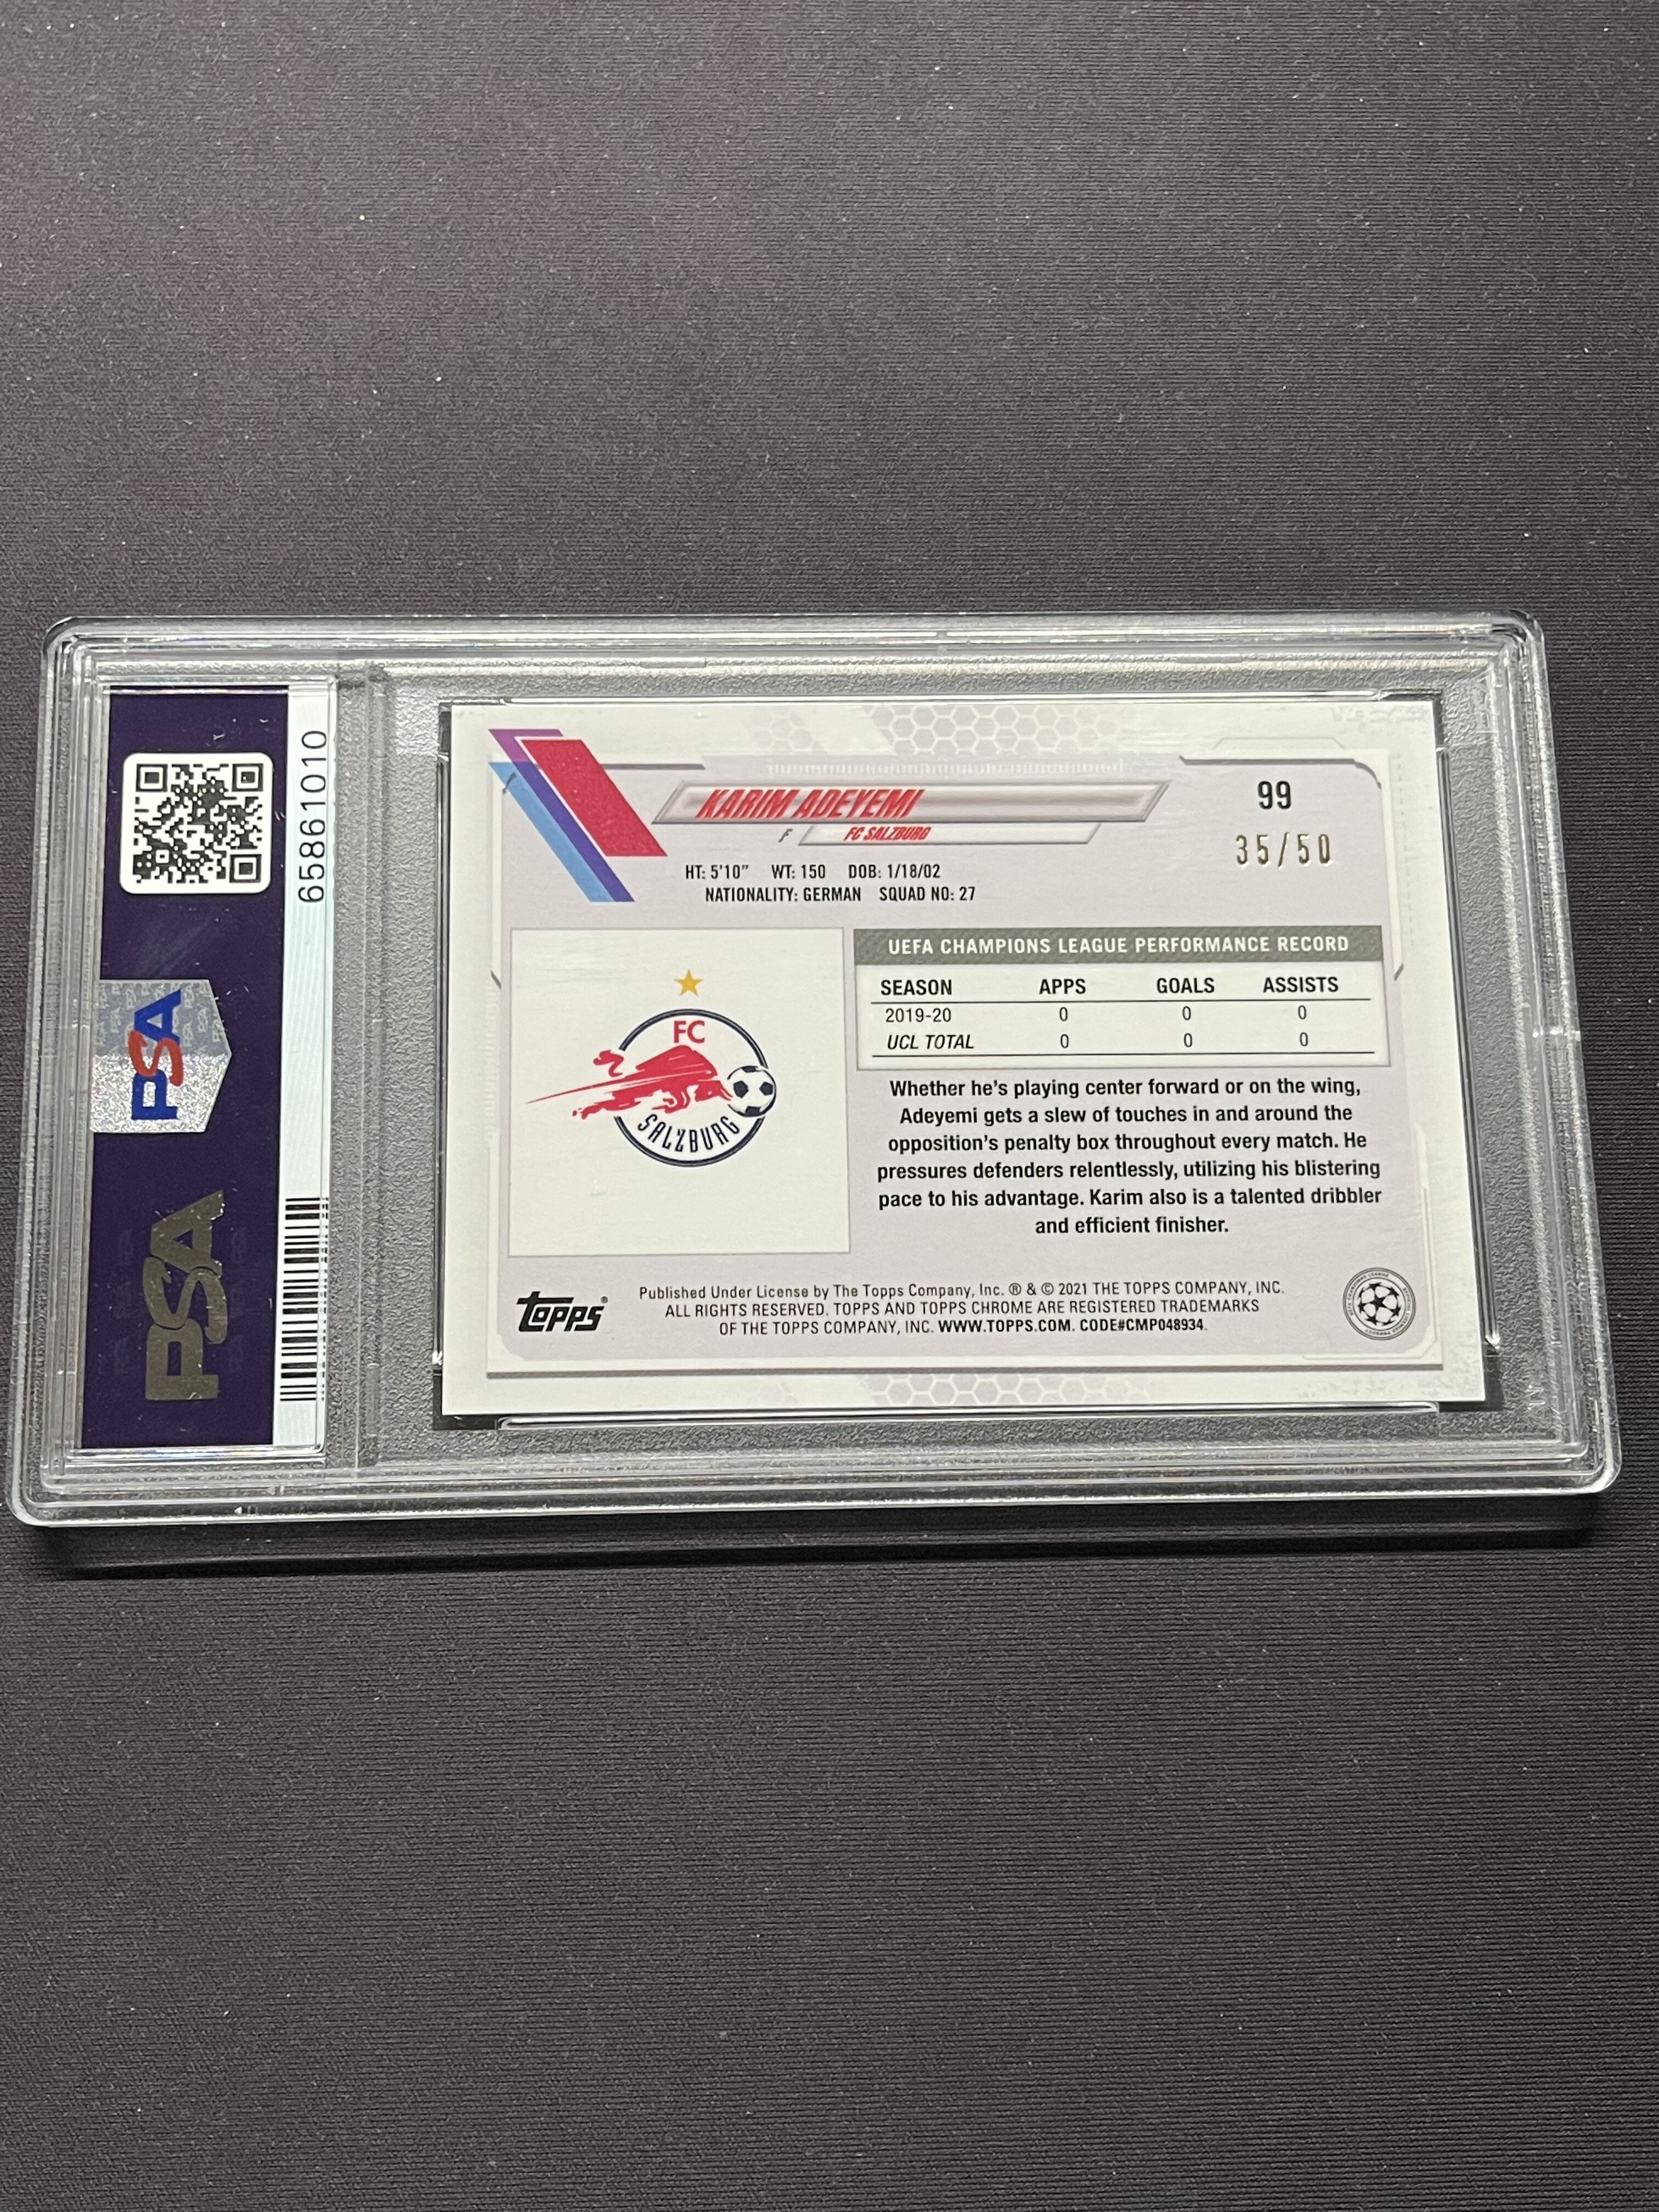 65861010
PSA
PSA
KARIM ADEYEMI
F FC SALZBURG
99
35/50
HT: 5'10" WT: 150 DOB: 1/18/02
NATIONALITY: GERMAN SQUAD NO: 27
FC
SALZBURG
UEFA CHAMPIONS LEAGUE PERFORMANCE RECORD
SEASON APPS GOALS ASSISTS
2019-20 0 0 0
UCL TOTAL 0 0 0
Whether he's playing center forward or on the wing,
Adeyemi gets a slew of touches in and around the
opposition's penalty box throughout every match. He
pressures defenders relentlessly, utilizing his blistering
pace to his advantage. Karim also is a talented dribbler
and efficient finisher.
Topps®
Published Under License by The Topps Company, Inc. ® & © 2021 THE TOPPS COMPANY, INC.
ALL RIGHTS RESERVED. TOPPS AND TOPPS CHROME ARE REGISTERED TRADEMARKS
OF THE TOPPS COMPANY, INC. WWW.TOPPS.COM. CODE#CMP048934.